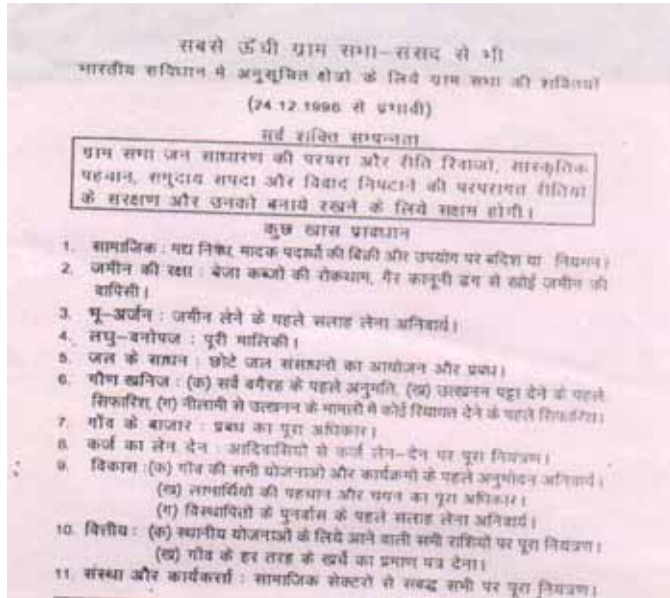 सबसे ऊँची ग्राम सभा–संसद से भी
भारतीय संविधान मे अनुसूचित क्षेत्रो के लिये ग्राम सभा की शक्तियाँ
(24.12.1996 से प्रभावी)
सर्व शक्ति सम्पन्नता
ग्राम सभा जन साधारण की परंपरा और रीति रिवाजो, सांस्कृतिक
पहचान, समुदाय संपदा और विवाद निपटाने की परंपरागत रीतियों
के संरक्षण और उनको बनाये रखने के लिये सक्षम होगी।
कुछ खास प्रावधान
1. सामाजिक : मद्य निषेध, मादक पदार्थों की बिक्री और उपयोग पर बंदिश या नियमन।
2. जमीन की रक्षा : बेजा कब्जों की रोकथाम, गैर कानूनी ढंग से खोई जमीन की
वापिसी।
3. भू–अर्जन : जमीन लेने के पहले सलाह लेना अनिवार्य।
4. लघु–वनोपज : पूरी मालिकी।
5. जल के साधन : छोटे जल संसाधनो का आयोजन और प्रबंध।
6. गौण खनिज : (क) सर्वे वगैरह के पहले अनुमति, (ख) उत्खनन पट्टा देने के पहले
सिफारिश, (ग) नीलामी से उत्खनन के मामलो मे कोई रियायत देने के पहले सिफारिश।
7. गाँव के बाजार : प्रबंध का पूरा अधिकार।
8. कर्ज का लेन देन : आदिवासियों से कर्ज लेन–देन पर पूरा नियंत्रण।
9. विकास : (क) गाँव की सभी योजनाओ और कार्यक्रमो के पहले अनुमोदन अनिवार्य।
(ख) लाभार्थियों की पहचान और चयन का पूरा अधिकार।
(ग) विस्थापितों के पुनर्वास के पहले सलाह लेना अनिवार्य।
10. वित्तीय : (क) स्थानीय योजनाओं के लिये आने वाली सभी राशियों पर पूरा नियंत्रण।
(ख) गाँव के हर तरह के खर्चे का प्रमाण पत्र देना।
11. संस्था और कार्यकर्त्ता : सामाजिक सेक्टरो से संबद्ध सभी पर पूरा नियंत्रण।